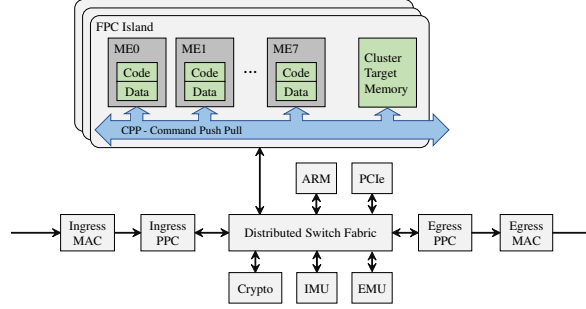 FPC Island
ME0
ME1
ME7
Code
Data
Code
Data
...
Code
Data
Cluster
Target
Memory
CPP - Command Push Pull
ARM
PCIe
Ingress
MAC
Ingress
PPC
Distributed Switch Fabric
Egress
PPC
Egress
MAC
Crypto
IMU
EMU